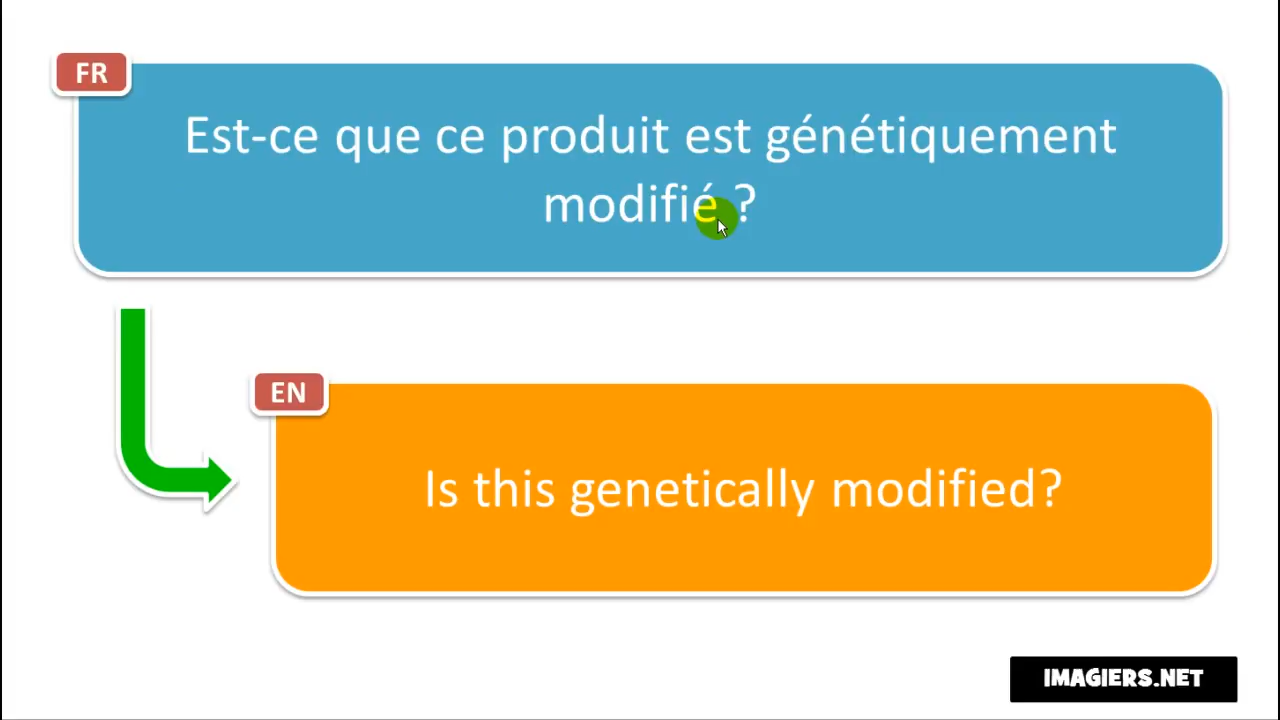 FR
Est-ce que ce produit est génétiquement
modifié ?
EN
Is this genetically modified?
IMAGIERS.NET